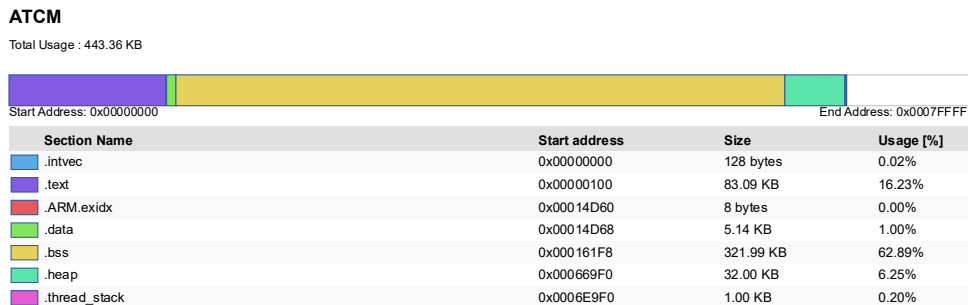 ATCM
Total Usage : 443.36 KB
Start Address: 0x00000000 End Address: 0x0007FFFF
Section Name Start address Size Usage [%]
.intvec 0x00000000 128 bytes 0.02%
.text 0x00000100 83.09 KB 16.23%
.ARM.exidx 0x00014D60 8 bytes 0.00%
.data 0x00014D68 5.14 KB 1.00%
.bss 0x000161F8 321.99 KB 62.89%
.heap 0x000669F0 32.00 KB 6.25%
.thread_stack 0x0006E9F0 1.00 KB 0.20%